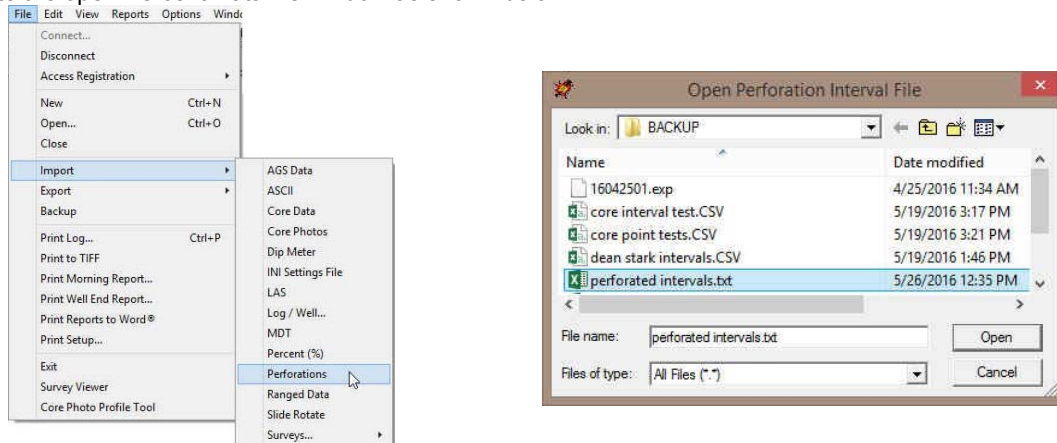 File Edit View Reports Options
Connect...
Disconnect
Access Registration
New Ctrl+N
Open... Ctrl+O
Close
Import
Export
Backup
Print Log... Ctrl+P
Print to TIFF
Print Morning Report...
Print Well End Report...
Print Reports to Word®
Print Setup...
Exit
Survey Viewer
Core Photo Profile Tool
AGS Data
ASCII
Core Data
Core Photos
Dip Meter
INI Settings File
LAS
Log / Well...
MDT
Percent (%)
Perforations
Ranged Data
Slide Rotate
Surveys...
Open Perforation Interval File
Look in: BACKUP
Name Date modified
16042501.exp 4/25/2016 11:34 AM
core interval test.CSV 5/19/2016 3:17 PM
core point tests.CSV 5/19/2016 3:21 PM
dean stark intervals.CSV 5/19/2016 1:46 PM
perforated intervals.txt 5/26/2016 12:35 PM
File name: perforated intervals.txt Open
Files of type: All Files (*.*) Cancel